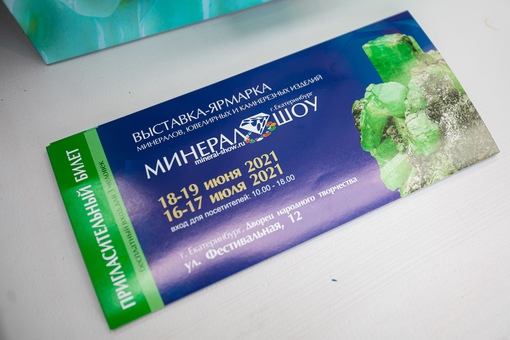 ВЫСТАВКА-ЯРМАРКА
МИНЕРАЛОВ, ЮВЕЛИРНЫХ И КАМНЕРЕЗНЫХ ИЗДЕЛИЙ
г.Екатеринбург
МИНЕРАЛ ШОУ
mineral-show.ru
18-19 июня 2021
16-17 июля 2021
вход для посетителей: 10.00 - 18.00
г. Екатеринбург, Дворец народного творчества
ул. Фестивальная, 12
ПРИГЛАСИТЕЛЬНЫЙ БИЛЕТ